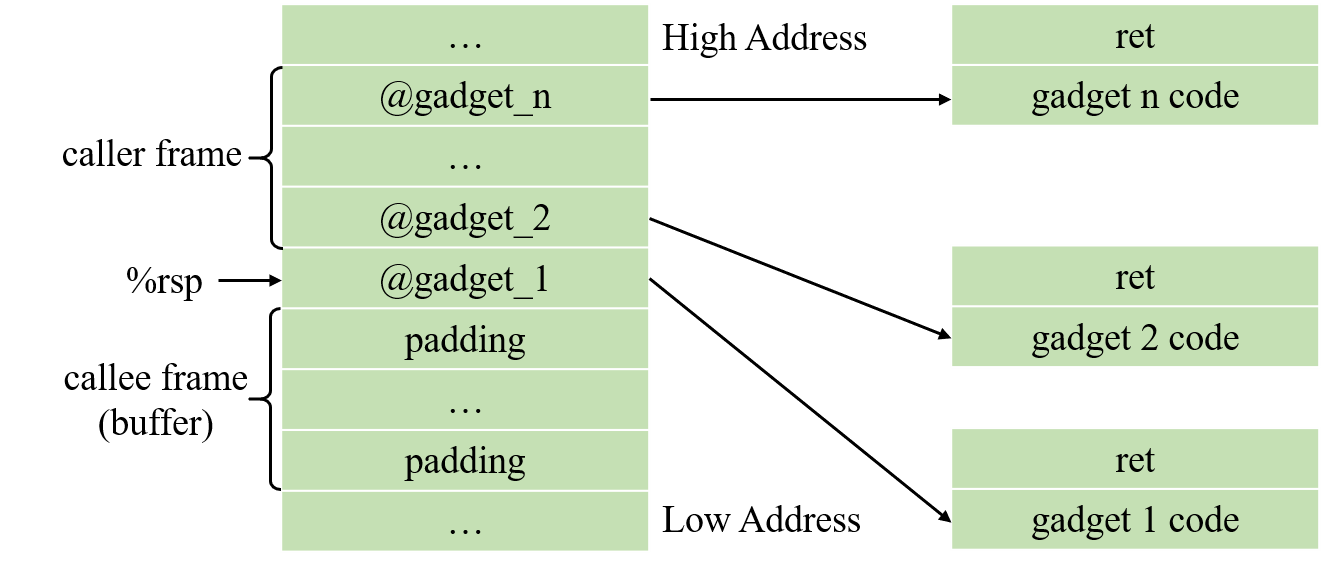 …
High Address
ret
@gadget_n
gadget n code
caller frame
…
@gadget_2
%rsp
@gadget_1
ret
padding
gadget 2 code
callee frame
(buffer)
…
padding
ret
…
Low Address
gadget 1 code